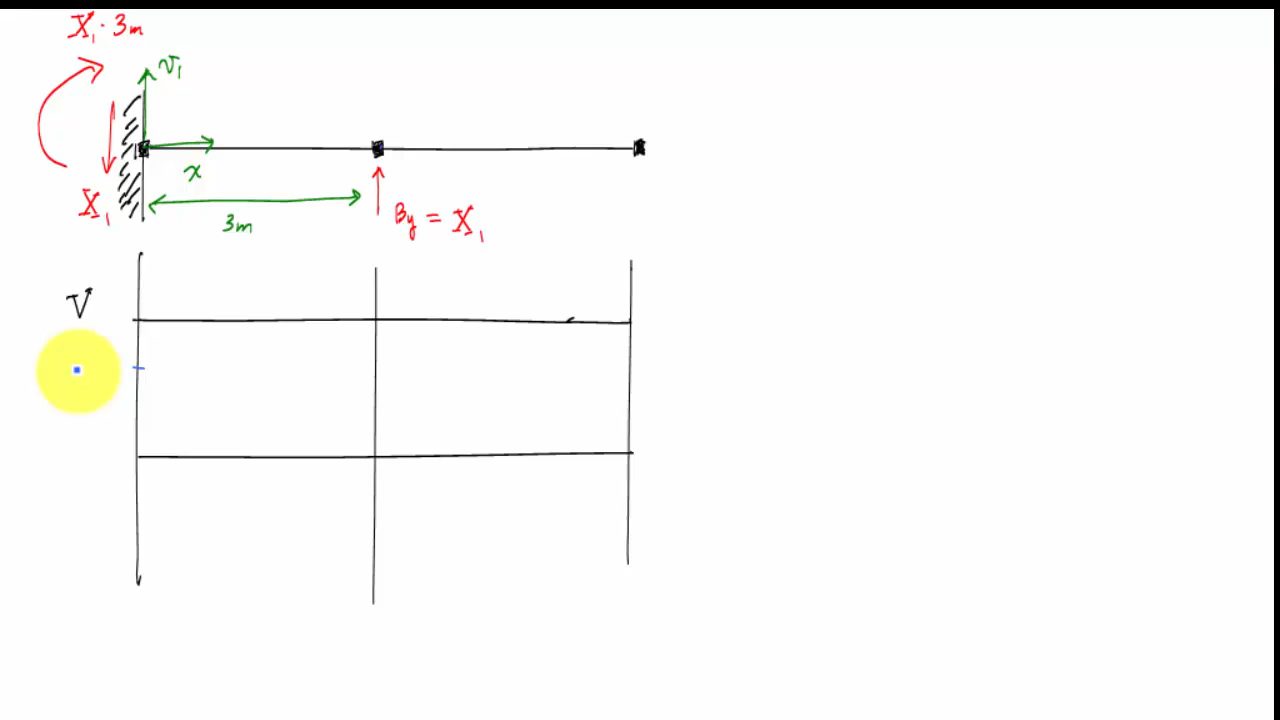 X₁ · 3m
v₁
x
X₁
3m
By = X₁
V